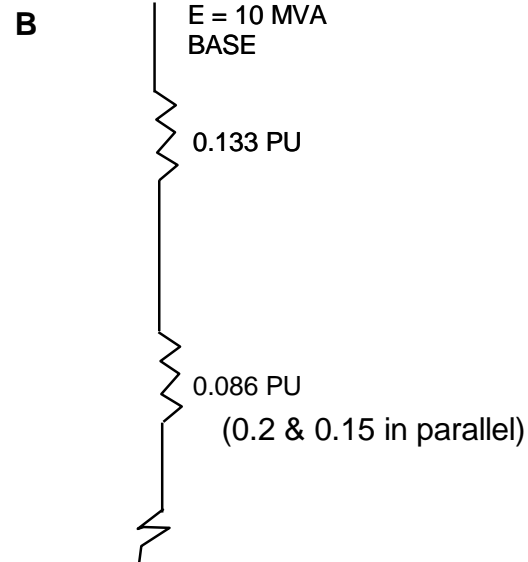 B
E = 10 MVA
BASE
0.133 PU
0.086 PU
(0.2 & 0.15 in parallel)